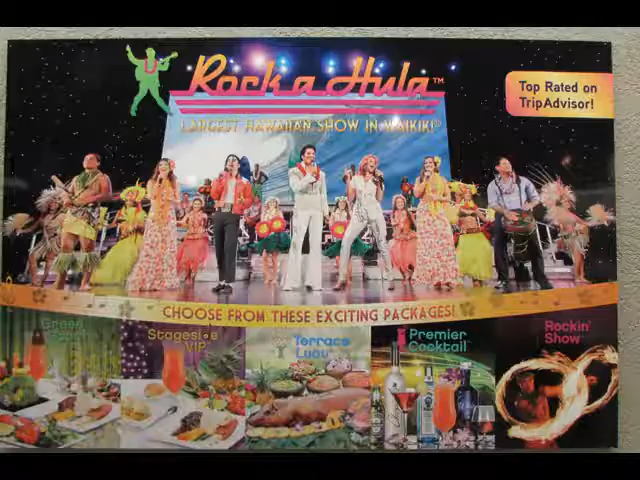 Rock a Hula™
LARGEST HAWAIIAN SHOW IN WAIKIKI®
Top Rated on
TripAdvisor!
CHOOSE FROM THESE EXCITING PACKAGES!
Green
Stageside
VIP
Terrace
Luau
Premier
Cocktail
Rockin'
Show